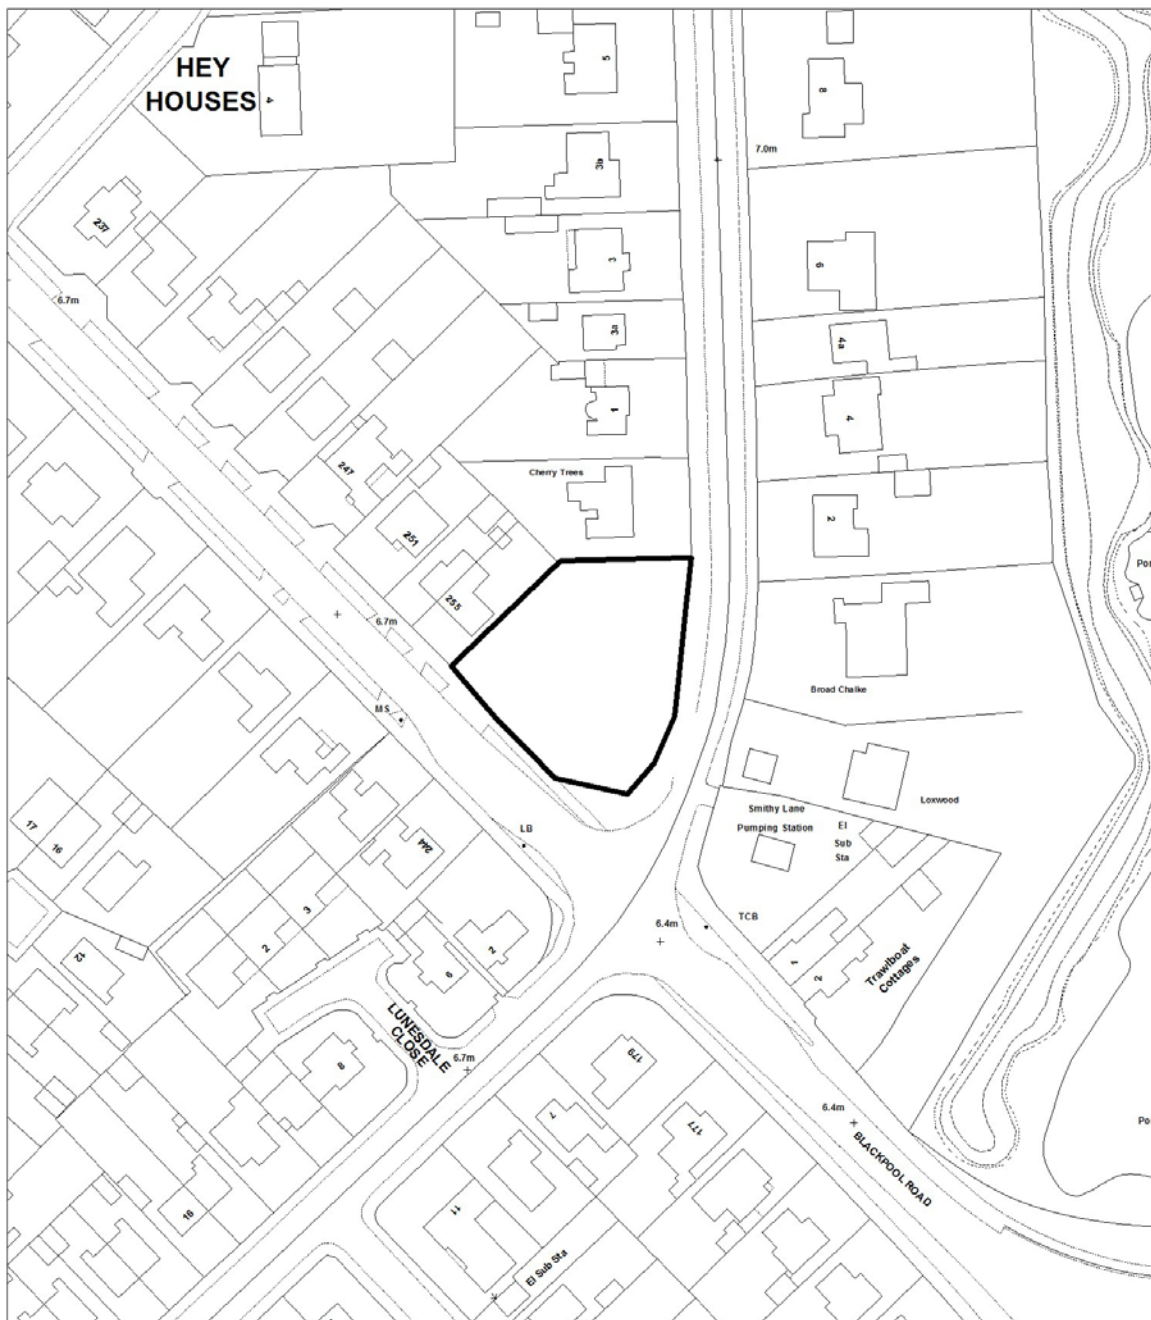 HEY
HOUSES
4
5
8
7.0m
3b
237
3
6
6.7m
3a
4a
1
4
247
Cherry Trees
251
2
255
6.7m
Broad Chalke
MS
Loxwood
Smithy Lane
Pumping Station
El
Sub
Sta
17
16
LB
244
3
TCB
6.4m
2
2
6
12
1
2
Trawlboat
Cottages
LUNESDALE
CLOSE
6.7m
8
179
7
177
6.4m
BLACKPOOL ROAD
16
11
El Sub Sta